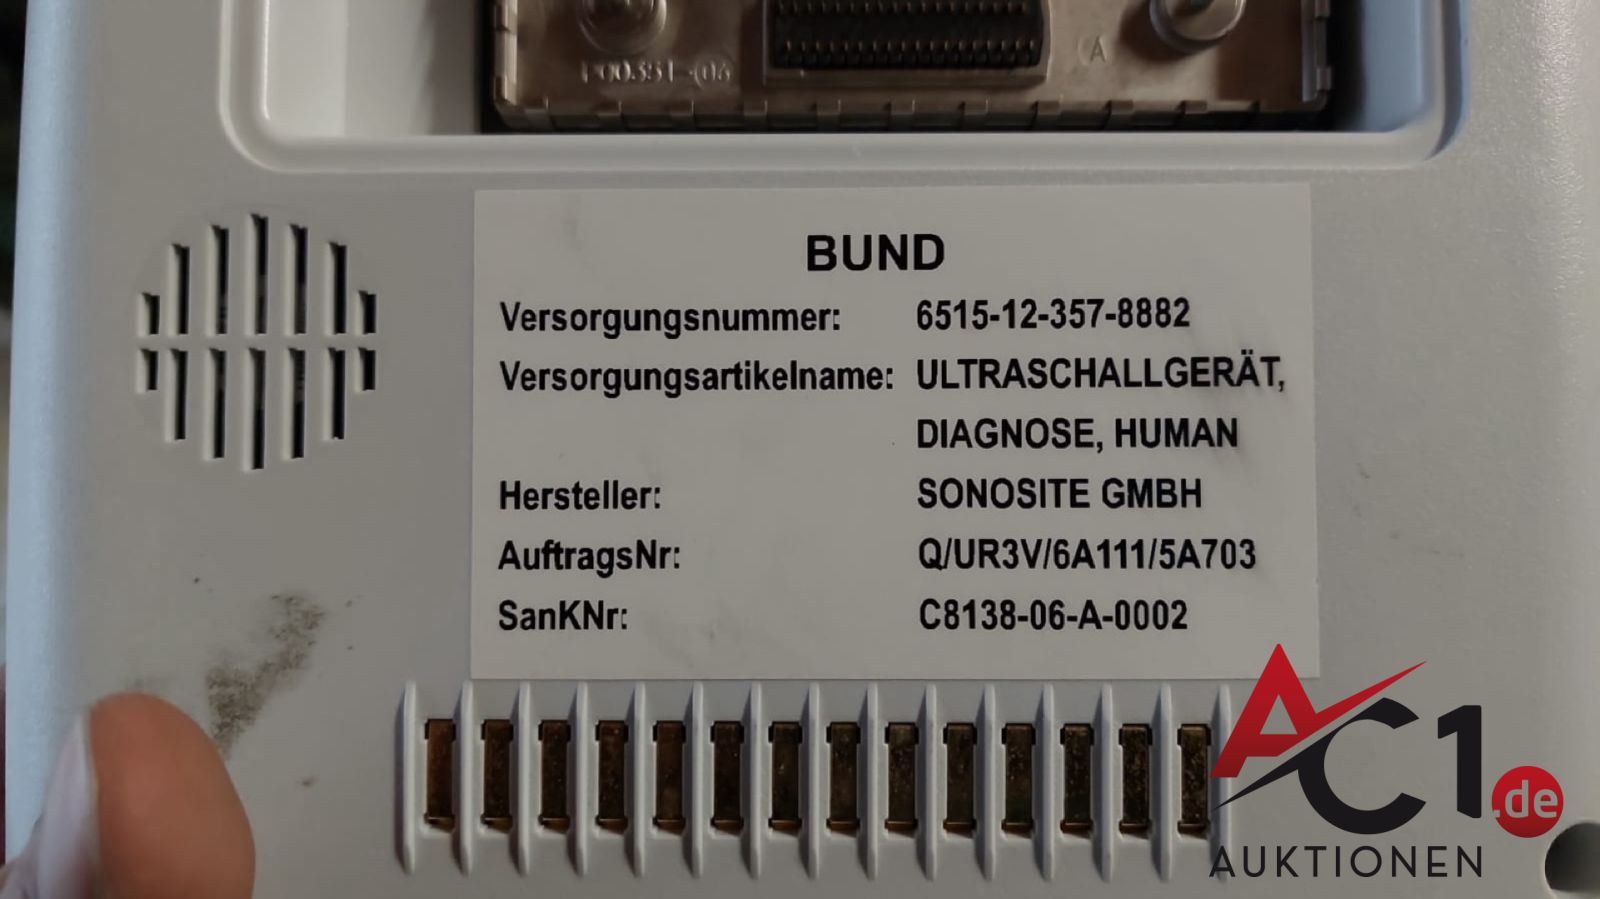 A
BUND
Versorgungsnummer: 6515-12-357-8882
Versorgungsartikelname: ULTRASCHALLGERÄT,
DIAGNOSE, HUMAN
Hersteller: SONOSITE GMBH
AuftragsNr: Q/UR3V/6A111/5A703
SanKNr: C8138-06-A-0002
AC1.de
AUKTIONEN